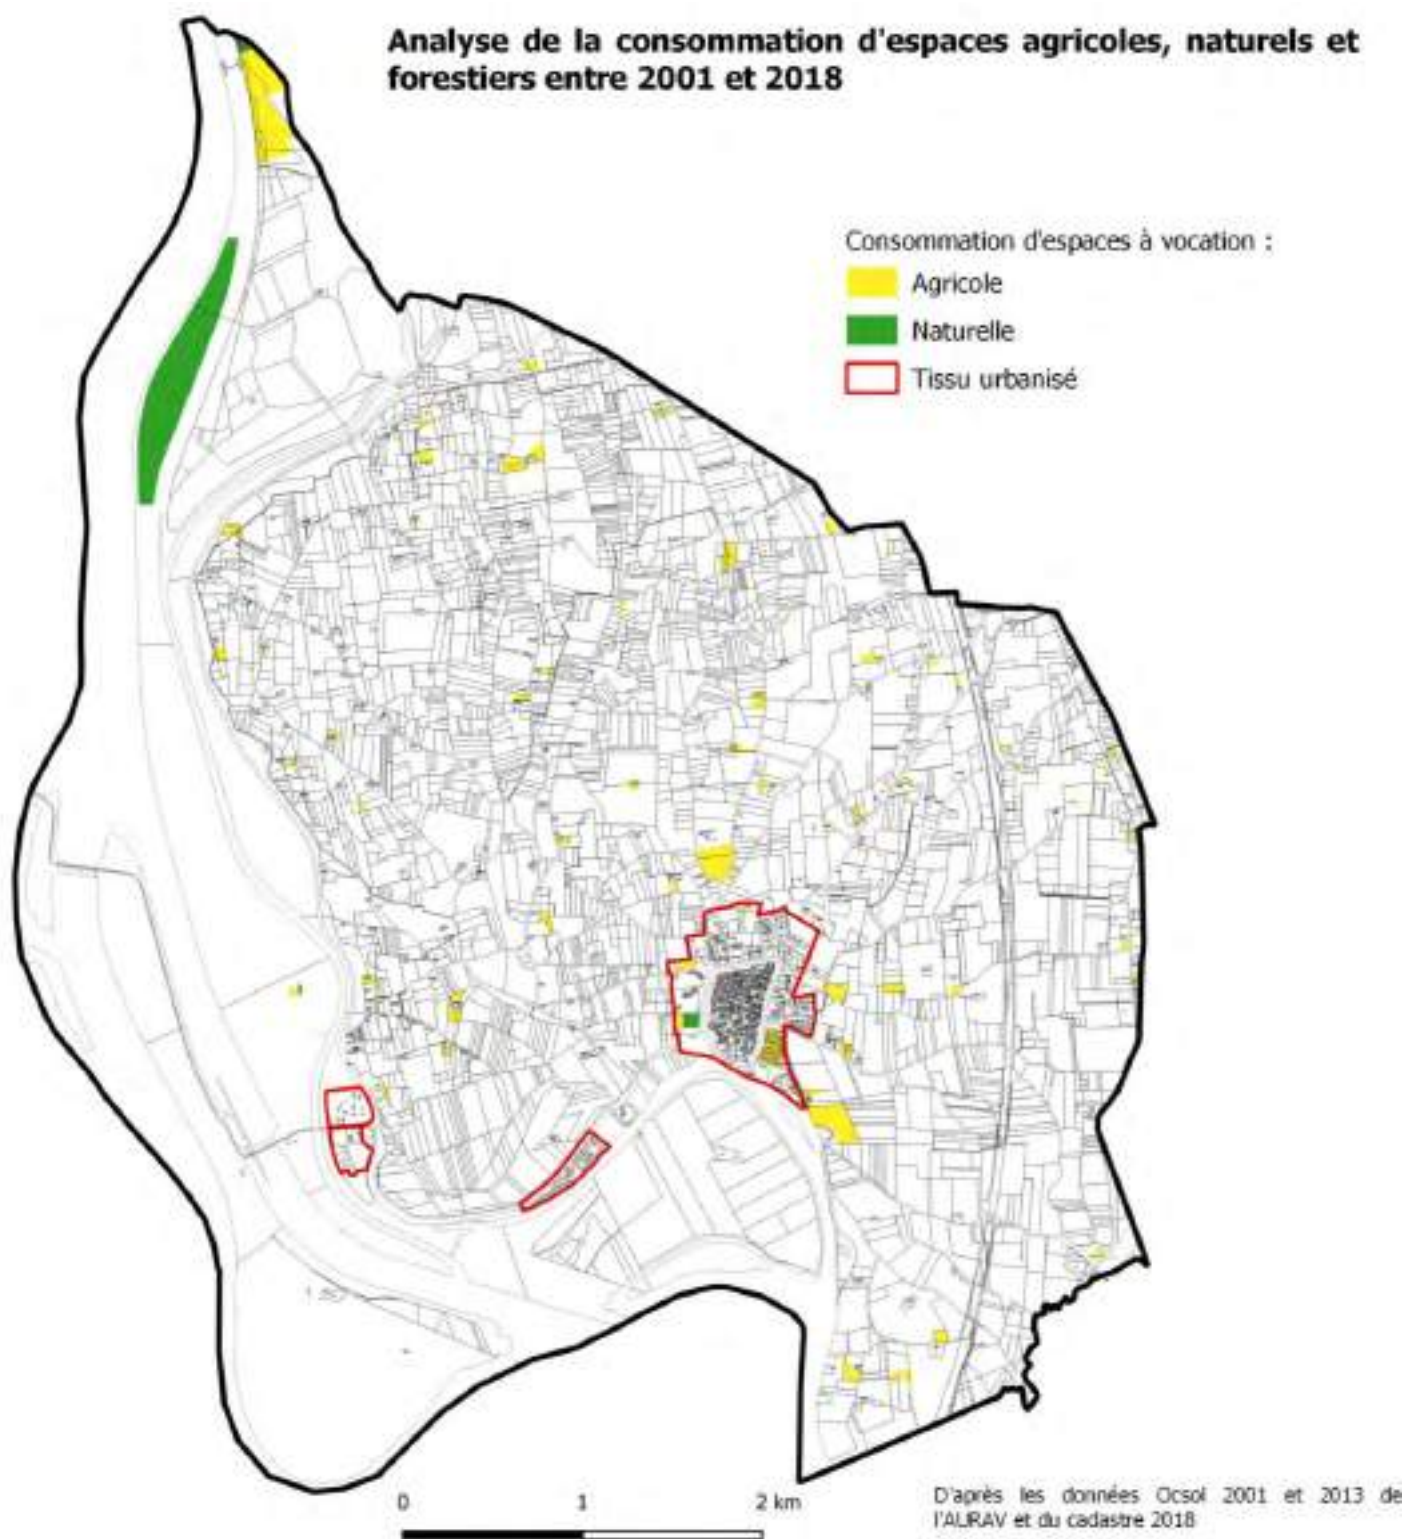 Analyse de la consommation d'espaces agricoles, naturels et
forestiers entre 2001 et 2018
Consommation d'espaces à vocation :
Agricole
Naturelle
Tissu urbanisé
0 1 2 km
D'après les données Ocsol 2001 et 2013 de
l'AURAV et du cadastre 2018